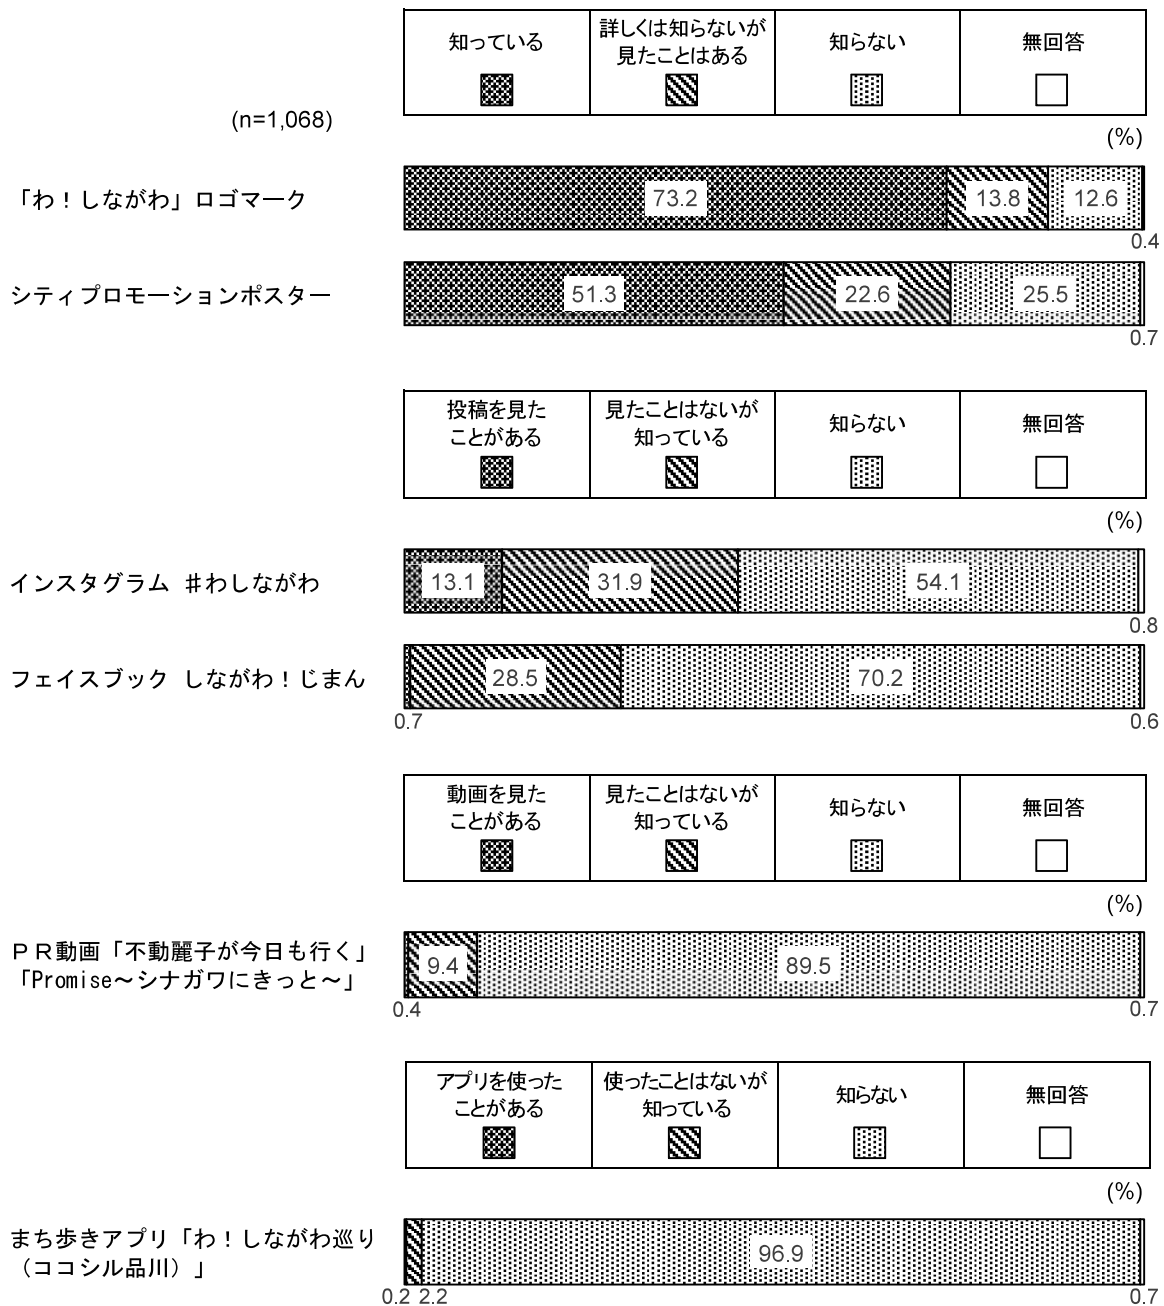 知っている
詳しくは知らないが
見たことはある
知らない
無回答
(n=1,068)
(%)
「わ！しながわ」ロゴマーク
73.2
13.8
12.6
0.4
シティプロモーションポスター
51.3
22.6
25.5
0.7
投稿を見た
ことがある
見たことはないが
知っている
知らない
無回答
(%)
インスタグラム ＃わしながわ
13.1
31.9
54.1
0.8
フェイスブック しながわ！じまん
0.7
28.5
70.2
0.6
動画を見た
ことがある
見たことはないが
知っている
知らない
無回答
(%)
ＰＲ動画「不動麗子が今日も行く」
「Promise～シナガワにきっと～」
0.4
9.4
89.5
0.7
アプリを使った
ことがある
使ったことはないが
知っている
知らない
無回答
(%)
まち歩きアプリ「わ！しながわ巡り
（ココシル品川）」
0.2
2.2
96.9
0.7